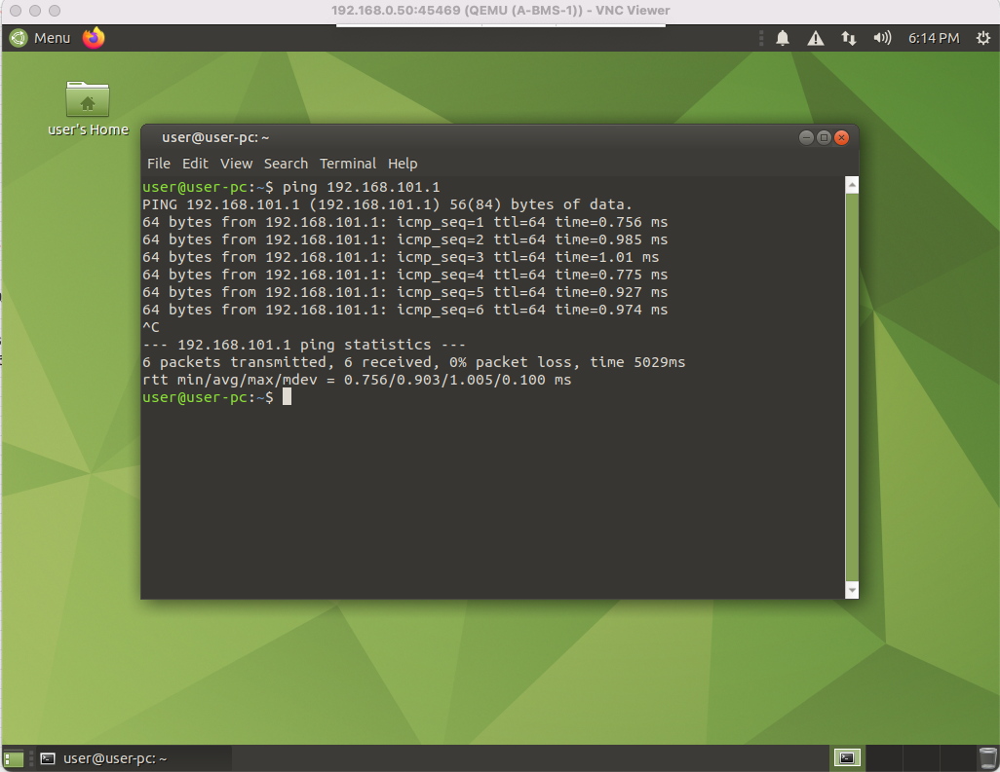 192.168.0.50:45469 (QEMU (A-BMS-1)) - VNC Viewer
Menu
6:14 PM
user's Home
user@user-pc: ~
File Edit View Search Terminal Help
user@user-pc:~$ ping 192.168.101.1
PING 192.168.101.1 (192.168.101.1) 56(84) bytes of data.
64 bytes from 192.168.101.1: icmp_seq=1 ttl=64 time=0.756 ms
64 bytes from 192.168.101.1: icmp_seq=2 ttl=64 time=0.985 ms
64 bytes from 192.168.101.1: icmp_seq=3 ttl=64 time=1.01 ms
64 bytes from 192.168.101.1: icmp_seq=4 ttl=64 time=0.775 ms
64 bytes from 192.168.101.1: icmp_seq=5 ttl=64 time=0.927 ms
64 bytes from 192.168.101.1: icmp_seq=6 ttl=64 time=0.974 ms
^C
--- 192.168.101.1 ping statistics ---
6 packets transmitted, 6 received, 0% packet loss, time 5029ms
rtt min/avg/max/mdev = 0.756/0.903/1.005/0.100 ms
user@user-pc:~$
user@user-pc: ~